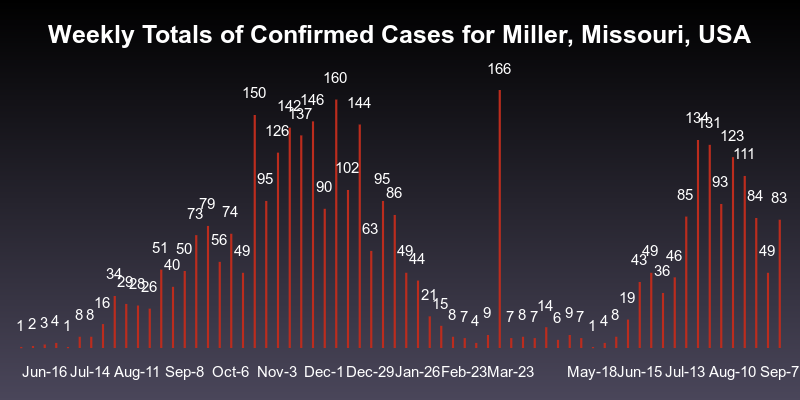 Weekly Totals of Confirmed Cases for Miller, Missouri, USA
1 2 3 4 1 8 8 16 34 29 28 26 51 40 50 73 79 56 74 49 150 95 126 142 137 146 90 160 102 144 63 95 86 49 44 21 15 8 7 4 9 166 7 8 7 14 6 9 7 1 4 8 19 43 49 36 46 85 134 131 93 123 111 84 49 83
Jun-16 Jul-14 Aug-11 Sep-8 Oct-6 Nov-3 Dec-1 Dec-29 Jan-26 Feb-23 Mar-23 May-18 Jun-15 Jul-13 Aug-10 Sep-7